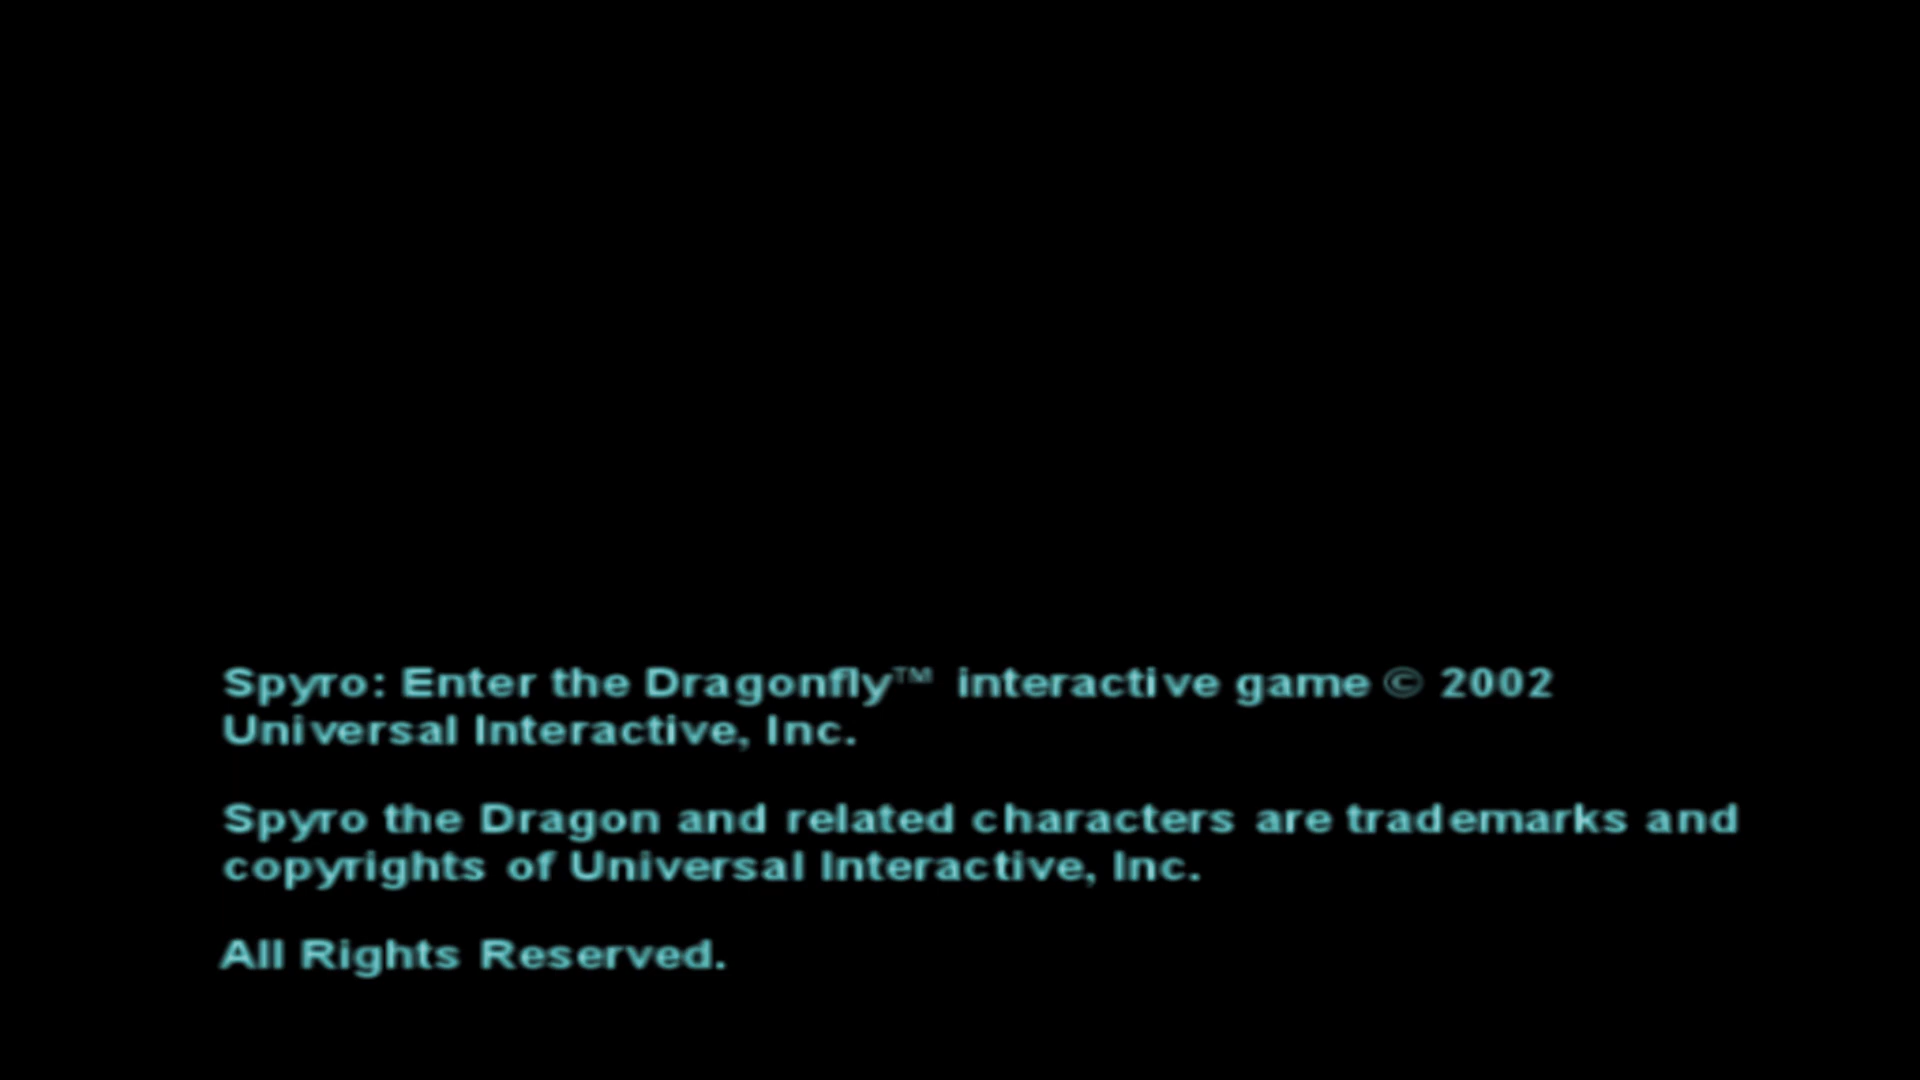 Spyro: Enter the Dragonfly™ interactive game © 2002
Universal Interactive, Inc.
Spyro the Dragon and related characters are trademarks and
copyrights of Universal Interactive, Inc.
All Rights Reserved.